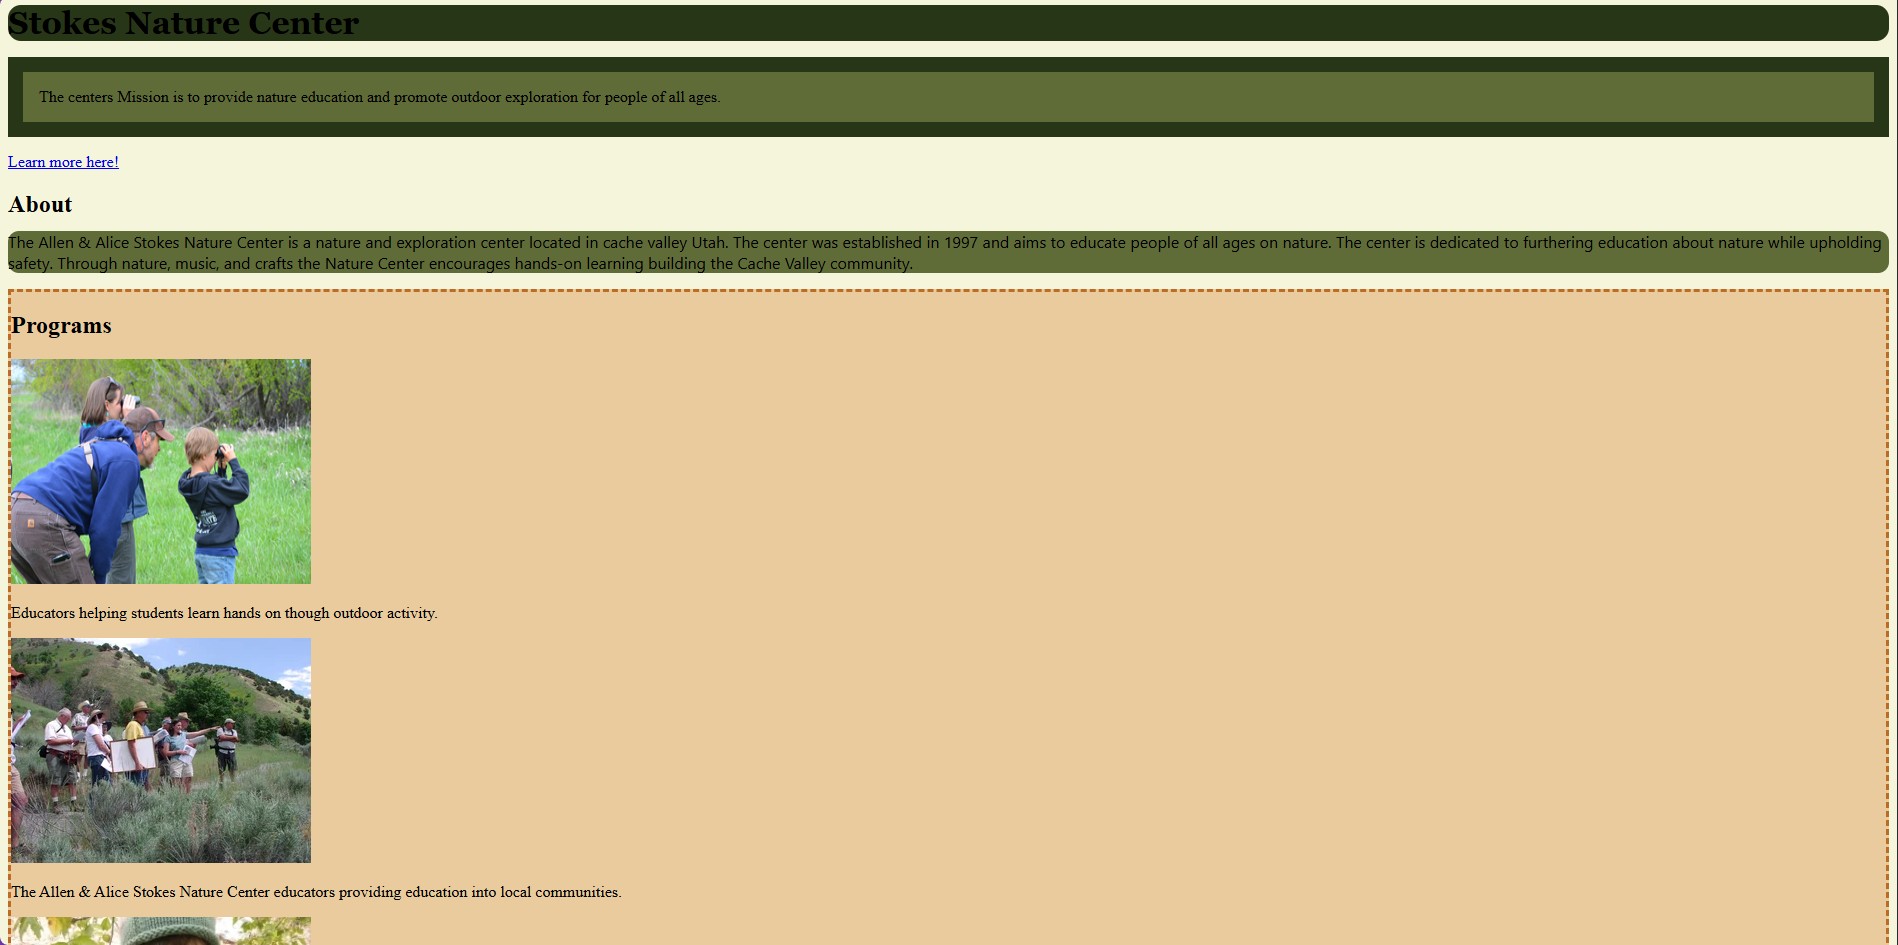 Stokes Nature Center
The centers Mission is to provide nature education and promote outdoor exploration for people of all ages.
Learn more here!
About
The Allen & Alice Stokes Nature Center is a nature and exploration center located in cache valley Utah. The center was established in 1997 and aims to educate people of all ages on nature. The center is dedicated to furthering education about nature while upholding
safety. Through nature, music, and crafts the Nature Center encourages hands-on learning building the Cache Valley community.
Programs
Educators helping students learn hands on though outdoor activity.
The Allen & Alice Stokes Nature Center educators providing education into local communities.